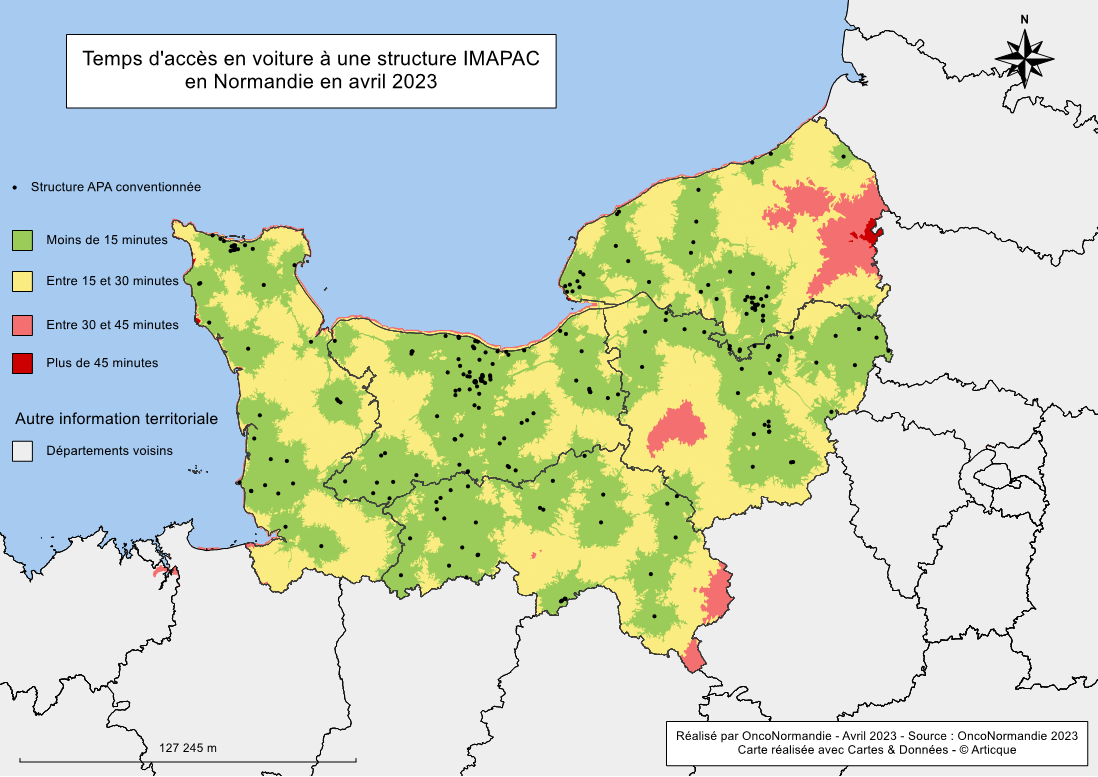 Temps d'accès en voiture à une structure IMAPAC
en Normandie en avril 2023
N
Structure APA conventionnée
Moins de 15 minutes
Entre 15 et 30 minutes
Entre 30 et 45 minutes
Plus de 45 minutes
Autre information territoriale
Départements voisins
127 245 m
Réalisé par OncoNormandie - Avril 2023 - Source : OncoNormandie 2023
Carte réalisée avec Cartes & Données - © Articque